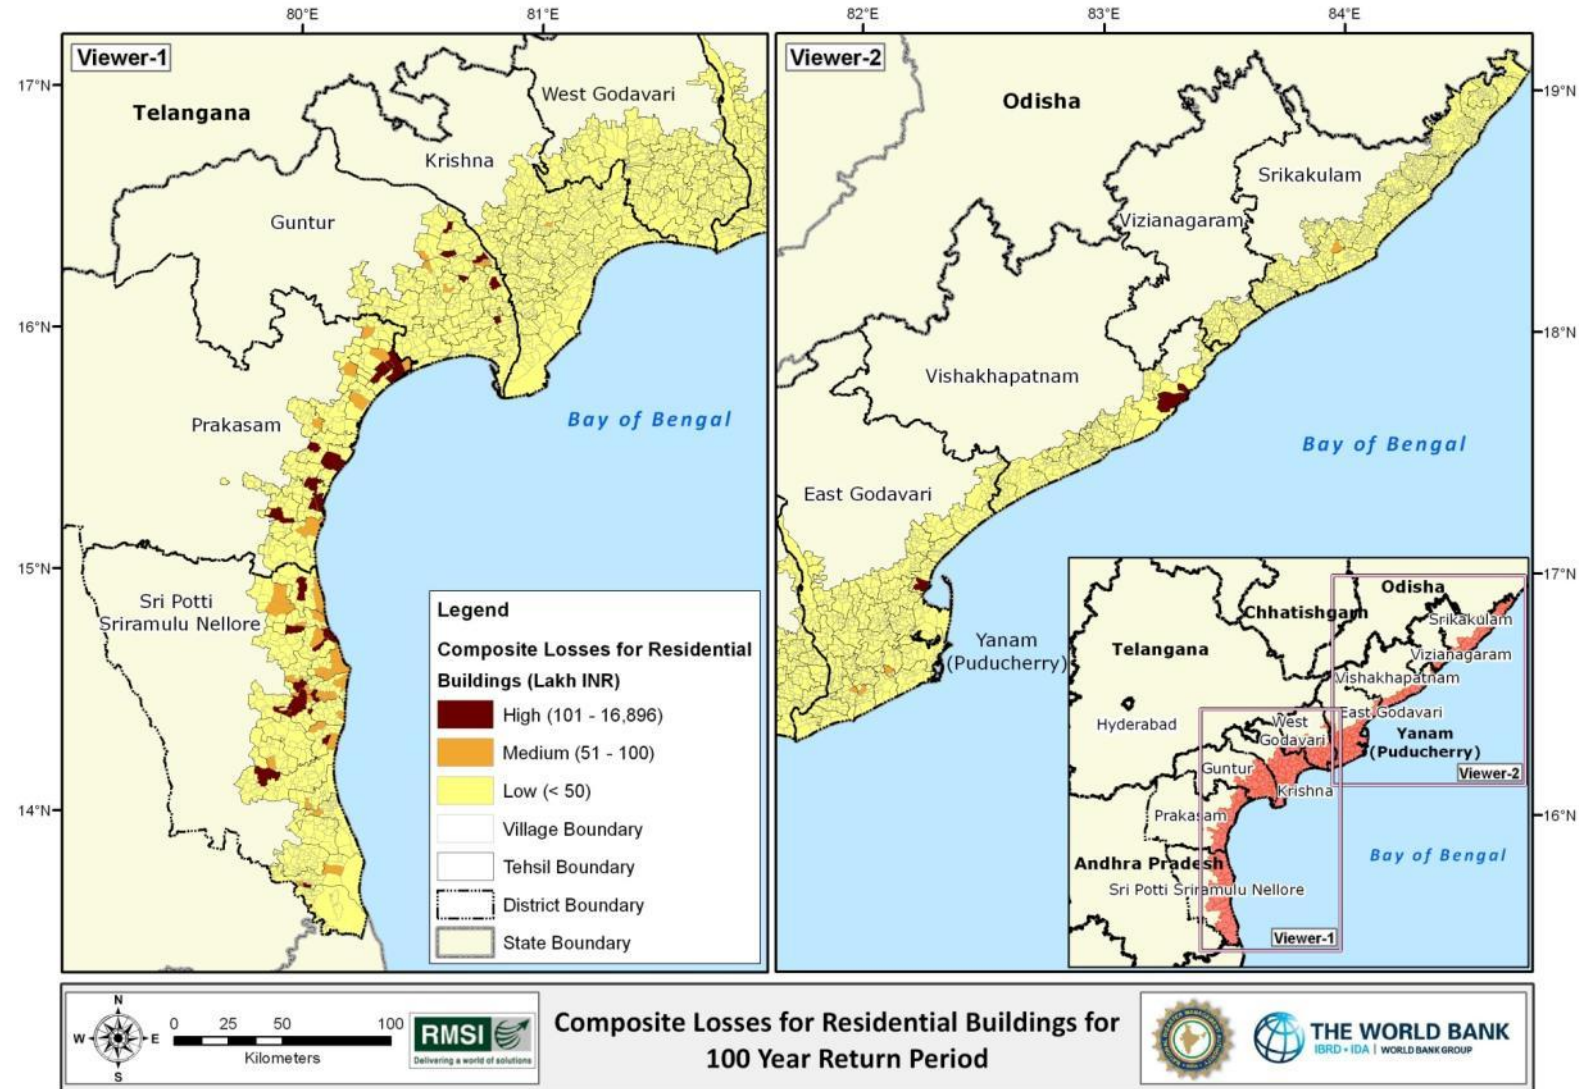 80°E
81°E
82°E
83°E
84°E
Viewer-1
Viewer-2
17°N
16°N
15°N
14°N
19°N
18°N
17°N
16°N
Telangana
West Godavari
Krishna
Guntur
Prakasam
Bay of Bengal
Sri Potti
Sriramulu Nellore
Legend
Composite Losses for Residential
Buildings (Lakh INR)
High (101 - 16,896)
Medium (51 - 100)
Low (< 50)
Village Boundary
Tehsil Boundary
District Boundary
State Boundary
Odisha
Srikakulam
Vizianagaram
Vishakhapatnam
Bay of Bengal
East Godavari
Yanam
(Puducherry)
Odisha
Chhatishgarh
Srikakulam
Telangana
Vizianagaram
Vishakhapatnam
Hyderabad
East Godavari
West
Godavari
Yanam
(Puducherry)
Viewer-2
Guntur
Krishna
Prakasam
Bay of Bengal
Andhra Pradesh
Sri Potti Sriramulu Nellore
Viewer-1
N
W
E
S
0 25 50 100
Kilometers
RMSI
Delivering a world of solutions
Composite Losses for Residential Buildings for
100 Year Return Period
THE WORLD BANK
IBRD • IDA | WORLD BANK GROUP